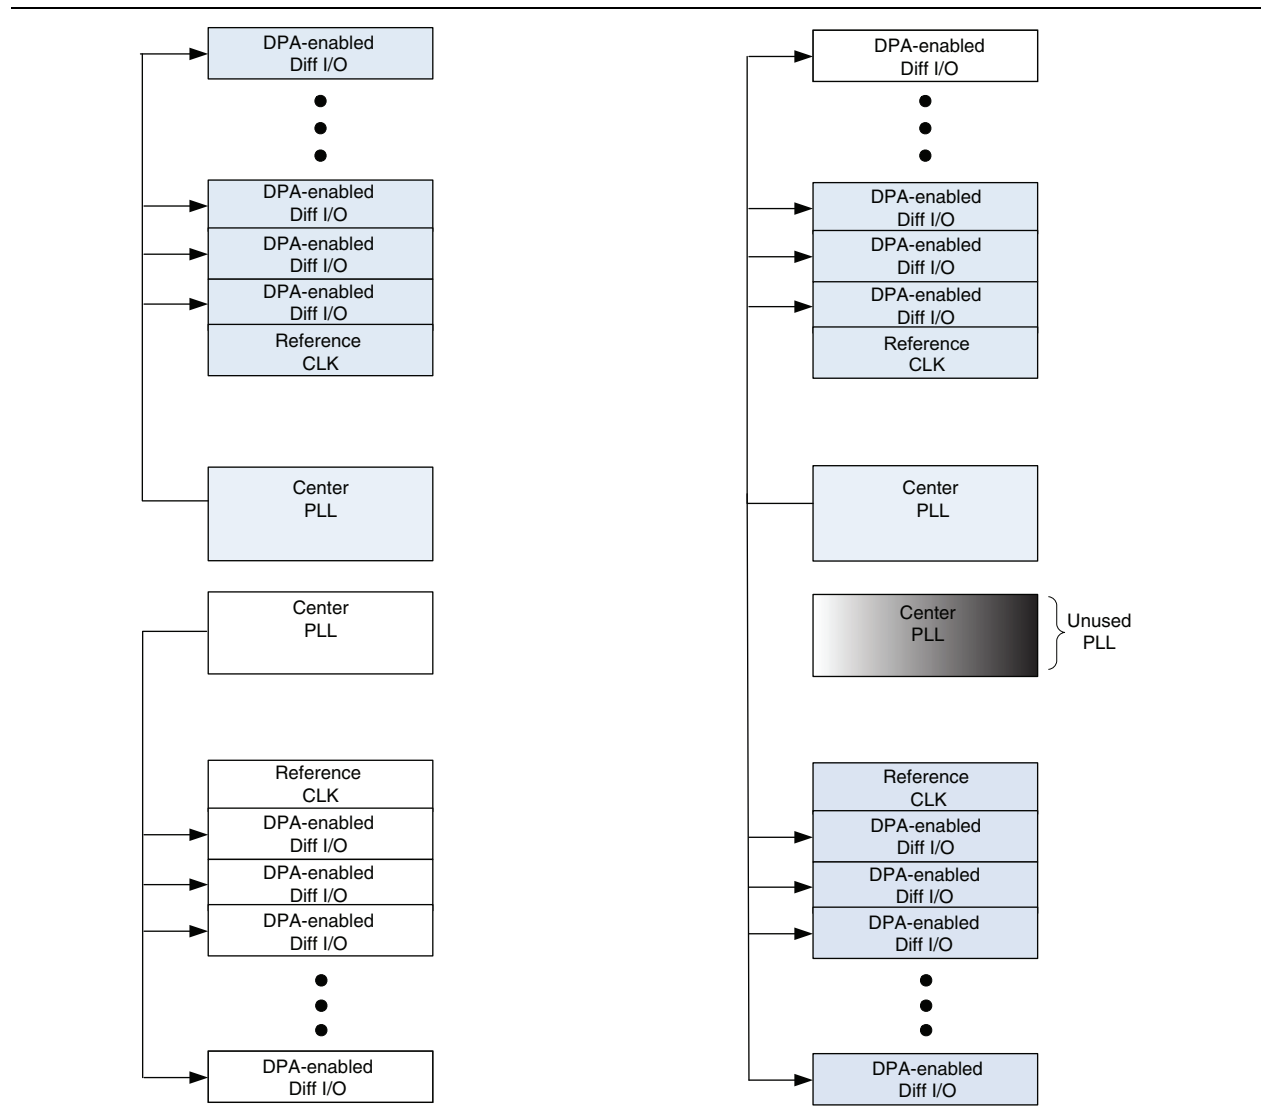 DPA-enabled
Diff I/O
DPA-enabled
Diff I/O
DPA-enabled
Diff I/O
DPA-enabled
Diff I/O
Reference
CLK
Center
PLL
Center
PLL
Reference
CLK
DPA-enabled
Diff I/O
DPA-enabled
Diff I/O
DPA-enabled
Diff I/O
DPA-enabled
Diff I/O
DPA-enabled
Diff I/O
DPA-enabled
Diff I/O
DPA-enabled
Diff I/O
DPA-enabled
Diff I/O
Reference
CLK
Center
PLL
Center
PLL
Unused
PLL
Reference
CLK
DPA-enabled
Diff I/O
DPA-enabled
Diff I/O
DPA-enabled
Diff I/O
DPA-enabled
Diff I/O